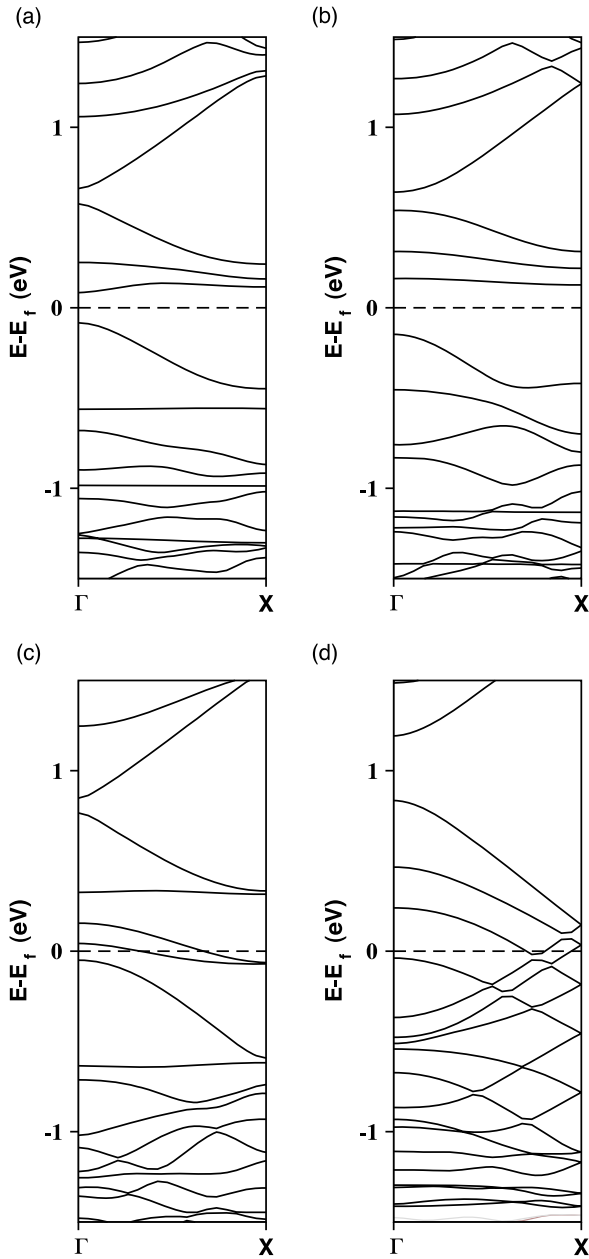 (a)
(b)
1
1
E-E_f (eV)
E-E_f (eV)
0
0
-1
-1
Γ
X
Γ
X
(c)
(d)
1
1
E-E_f (eV)
E-E_f (eV)
0
0
-1
-1
Γ
X
Γ
X